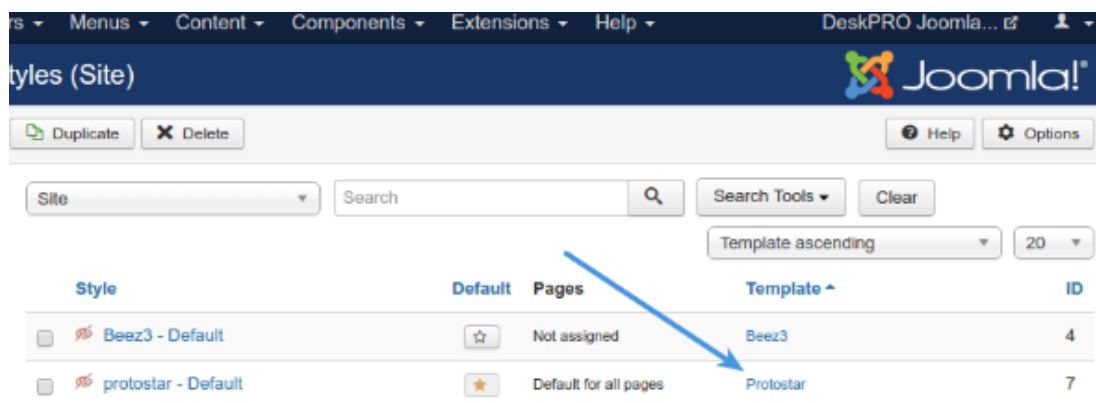 rs Menus Content Components Extensions Help DeskPRO Joomla...
tyles (Site) Joomla!®
Duplicate Delete Help Options
Site Search Search Tools Clear
Template ascending 20
Style Default Pages Template ID
Beez3 - Default Not assigned Beez3 4
protostar - Default Default for all pages Protostar 7